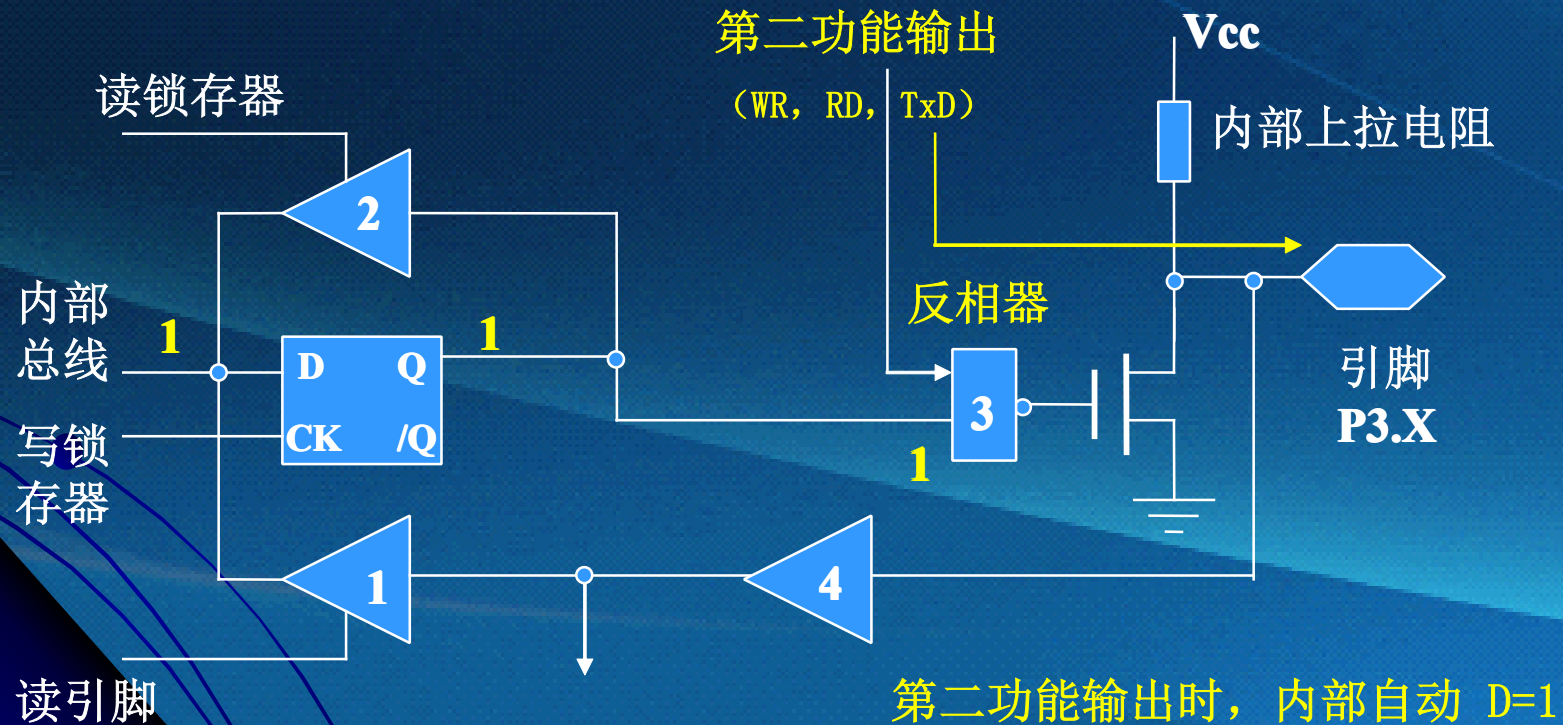 第二功能输出
(WR, RD, TxD)
Vcc
读锁存器
内部上拉电阻
2
内部
总线
1
1
反相器
D
Q
引脚
P3.X
3
写锁
存器
CK
/Q
1
1
4
读引脚
第二功能输出时，内部自动 D=1